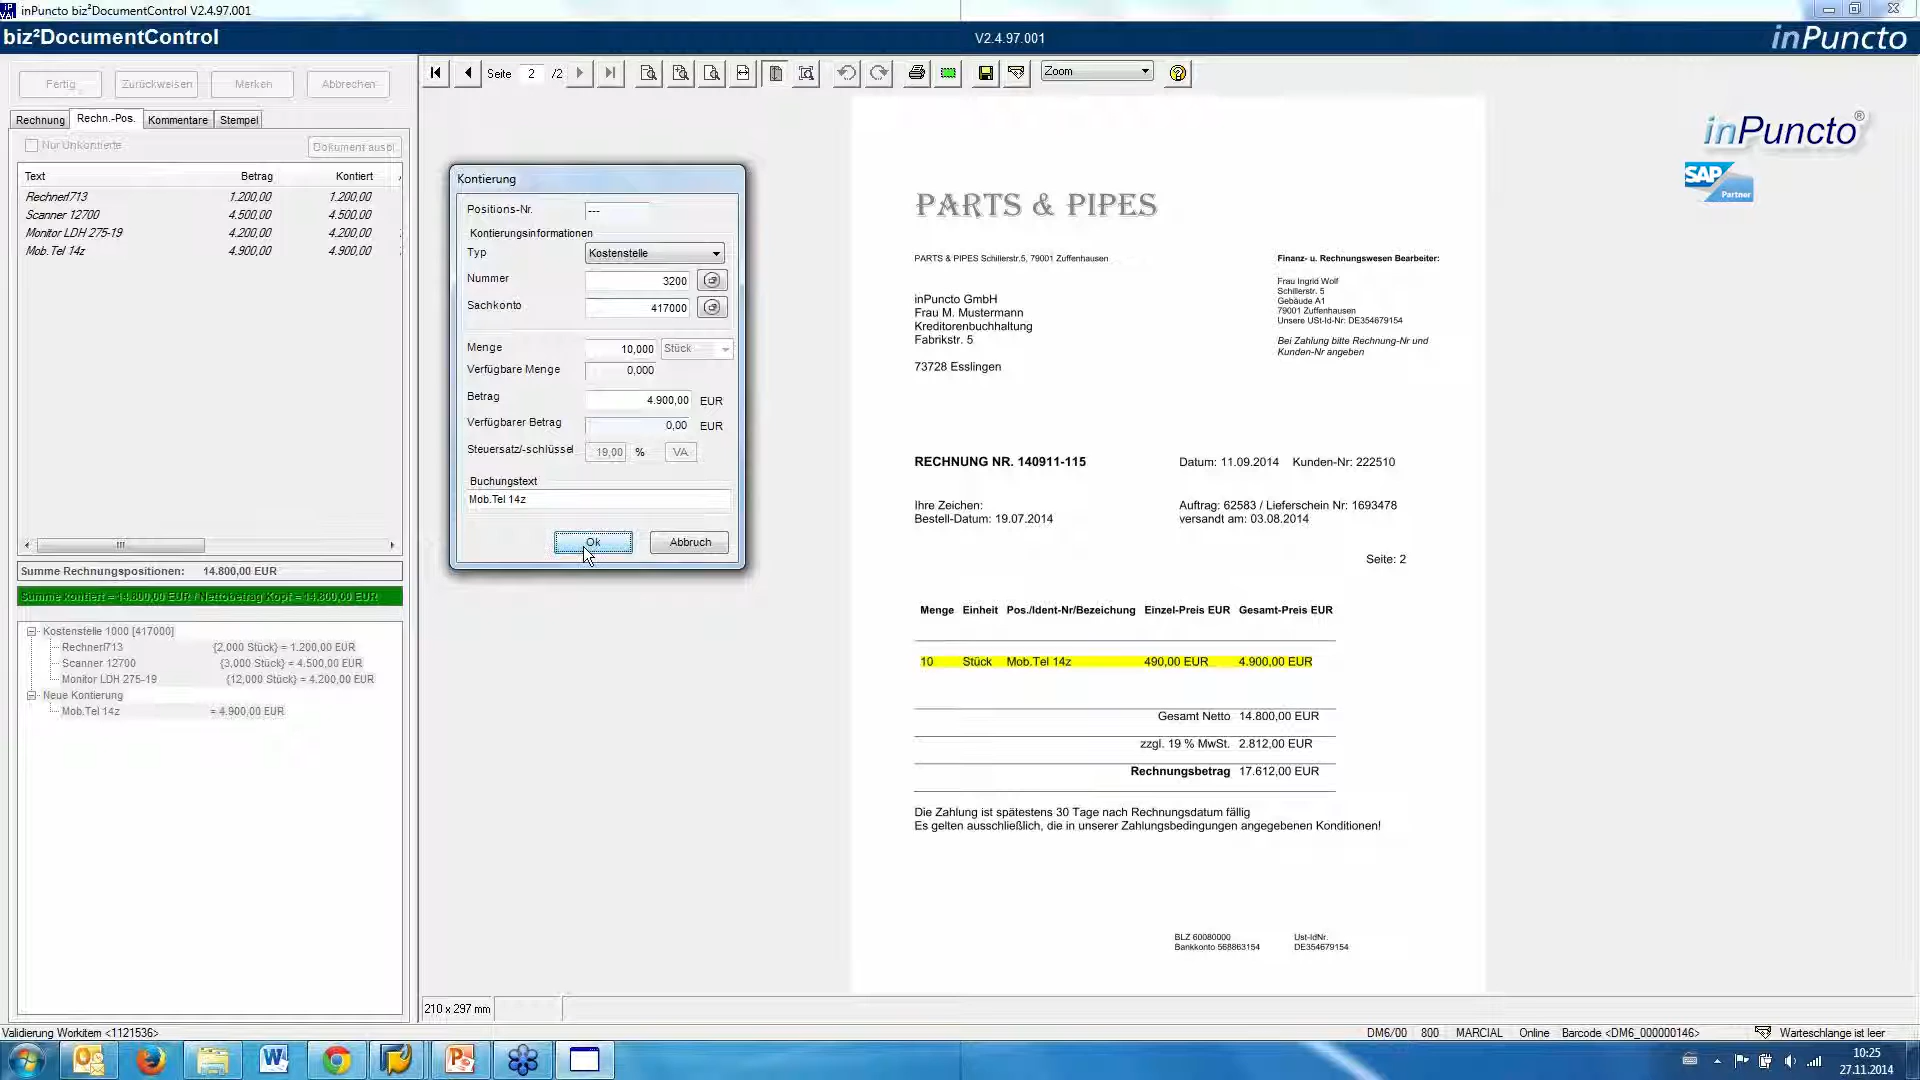 inPuncto biz²DocumentControl V2.4.97.001
biz²DocumentControl
V2.4.97.001
inPuncto
Fertig
Zurückweisen
Merken
Abbrechen
Seite 2 /2
Zoom
Rechnung
Rechn.-Pos.
Kommentare
Stempel
Nur Unkontierte
Dokument ausbl.
Text Betrag Kontiert
Rechnerl713 1.200,00 1.200,00
Scanner 12700 4.500,00 4.500,00
Monitor LDH 275-19 4.200,00 4.200,00
Mob.Tel 14z 4.900,00 4.900,00
Summe Rechnungspositionen: 14.800,00 EUR
Summe kontiert = 14.800,00 EUR / Nettobetrag Kopf = 14.800,00 EUR
Kostenstelle 1000 [417000]
Rechnerl713 {2,000 Stück} = 1.200,00 EUR
Scanner 12700 {3,000 Stück} = 4.500,00 EUR
Monitor LDH 275-19 {12,000 Stück} = 4.200,00 EUR
Neue Kontierung
Mob.Tel 14z = 4.900,00 EUR
Kontierung
Positions-Nr. ---
Kontierungsinformationen
Typ Kostenstelle
Nummer 3200
Sachkonto 417000
Menge 10,000 Stück
Verfügbare Menge 0,000
Betrag 4.900,00 EUR
Verfügbarer Betrag 0,00 EUR
Steuersatz/-schlüssel 19,00 % VA
Buchungstext
Mob.Tel 14z
Ok Abbruch
inPuncto®
SAP
Partner
PARTS & PIPES
PARTS & PIPES Schillerstr.5, 79001 Zuffenhausen
Finanz- u. Rechnungswesen Bearbeiter:
Frau Ingrid Wolf
Schillerstr. 5
Gebäude A1
79001 Zuffenhausen
Unsere USt-Id-Nr: DE354679154
Bei Zahlung bitte Rechnung-Nr und
Kunden-Nr angeben
inPuncto GmbH
Frau M. Mustermann
Kreditorenbuchhaltung
Fabrikstr. 5
73728 Esslingen
RECHNUNG NR. 140911-115
Datum: 11.09.2014 Kunden-Nr: 222510
Ihre Zeichen:
Bestell-Datum: 19.07.2014
Auftrag: 62583 / Lieferschein Nr: 1693478
versandt am: 03.08.2014
Seite: 2
Menge Einheit Pos./Ident-Nr/Bezeichung Einzel-Preis EUR Gesamt-Preis EUR
10 Stück Mob.Tel 14z 490,00 EUR 4.900,00 EUR
Gesamt Netto 14.800,00 EUR
zzgl. 19 % MwSt. 2.812,00 EUR
Rechnungsbetrag 17.612,00 EUR
Die Zahlung ist spätestens 30 Tage nach Rechnungsdatum fällig
Es gelten ausschließlich, die in unserer Zahlungsbedingungen angegebenen Konditionen!
BLZ 60080000
Bankkonto 568863154
Ust-IdNr.
DE354679154
210 x 297 mm
Validierung Workitem <1121536>
DM6/00 800 MARCIAL Online Barcode <DM6_000000146> Warteschlange ist leer
10:25
27.11.2014